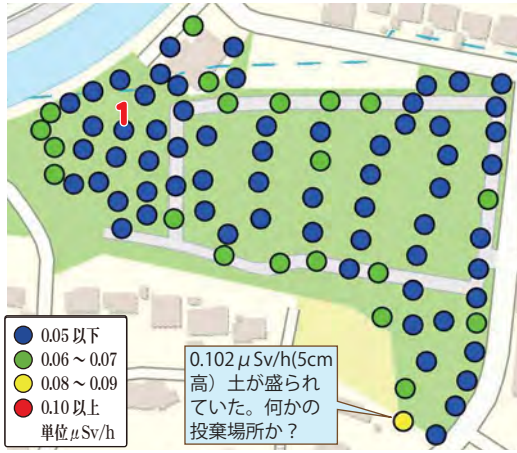 1
0.05 以下
0.06～0.07
0.08～0.09
0.10 以上
単位μSv/h
0.102μSv/h(5cm
高）土が盛られ
ていた。何かの
投棄場所か？